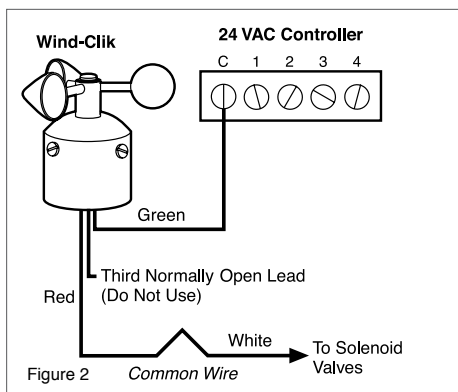 Wind-Clik
24 VAC Controller
C 1 2 3 4
Green
Third Normally Open Lead
(Do Not Use)
Red
White
To Solenoid
Valves
Figure 2
Common Wire